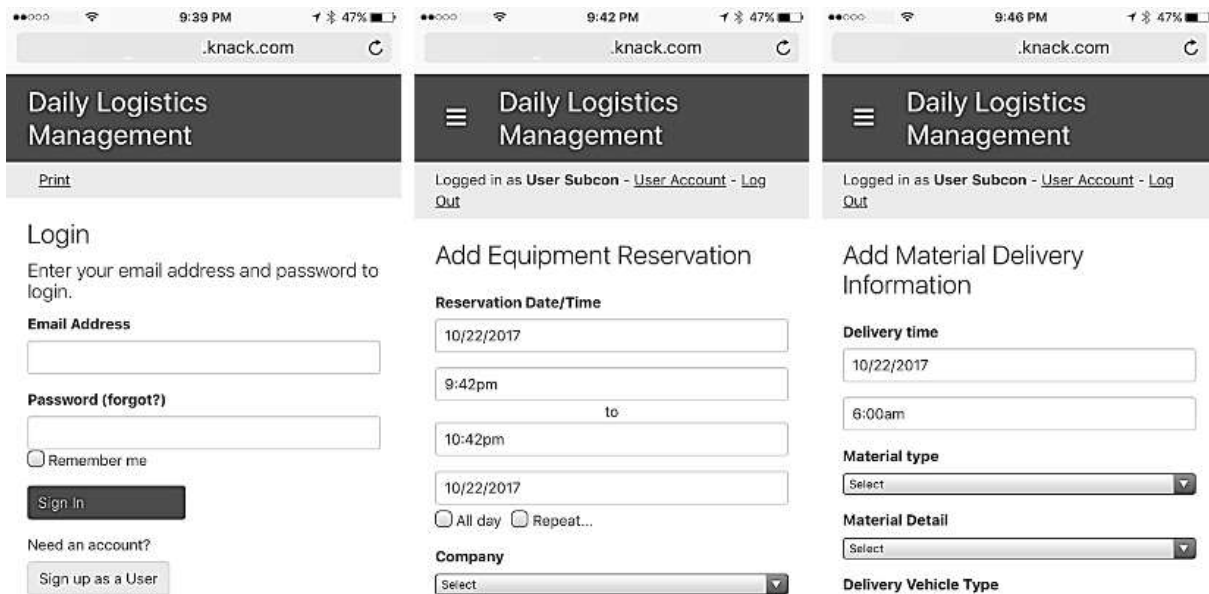 9:39 PM
47%
.knack.com
Daily Logistics
Management
Print
Login
Enter your email address and password to
login.
Email Address
Password (forgot?)
Remember me
Sign In
Need an account?
Sign up as a User
9:42 PM
47%
.knack.com
Daily Logistics
Management
Logged in as User Subcon - User Account - Log
Out
Add Equipment Reservation
Reservation Date/Time
10/22/2017
9:42pm
to
10:42pm
10/22/2017
All day Repeat...
Company
Select
9:46 PM
47%
.knack.com
Daily Logistics
Management
Logged in as User Subcon - User Account - Log
Out
Add Material Delivery
Information
Delivery time
10/22/2017
6:00am
Material type
Select
Material Detail
Select
Delivery Vehicle Type